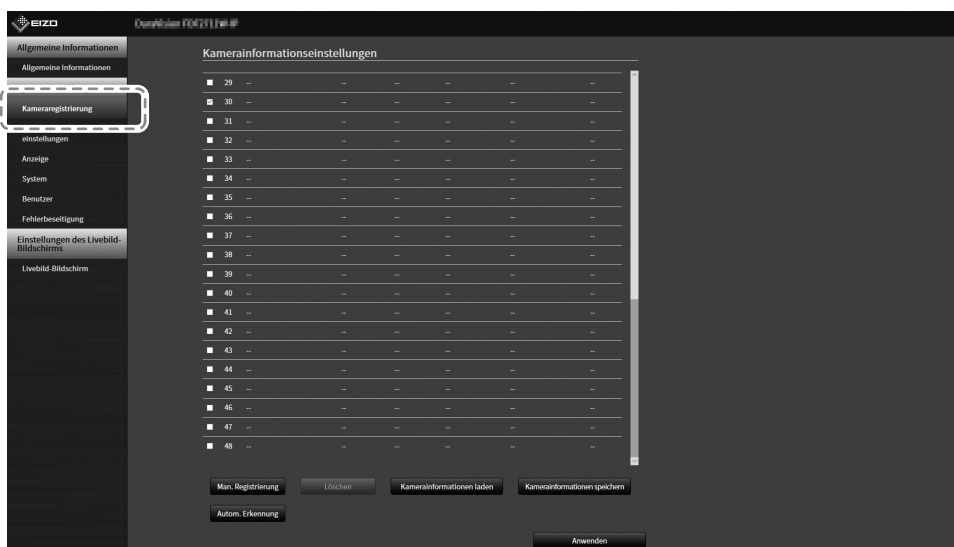 EIZO
Allgemeine Informationen
Allgemeine Informationen
Kameraregistrierung
einstellungen
Anzeige
System
Benutzer
Fehlerbeseitigung
Einstellungen des Livebild-
Bildschirms
Livebild-Bildschirm
Kamerainformationseinstellungen
29 -- -- -- -- --
30 -- -- -- -- --
31 -- -- -- -- --
32 -- -- -- -- --
33 -- -- -- -- --
34 -- -- -- -- --
35 -- -- -- -- --
36 -- -- -- -- --
37 -- -- -- -- --
38 -- -- -- -- --
39 -- -- -- -- --
40 -- -- -- -- --
41 -- -- -- -- --
42 -- -- -- -- --
43 -- -- -- -- --
44 -- -- -- -- --
45 -- -- -- -- --
46 -- -- -- -- --
47 -- -- -- -- --
48 -- -- -- -- --
Man. Registrierung Löschen Kamerainformationen laden Kamerainformationen speichern
Autom. Erkennung
Anwenden